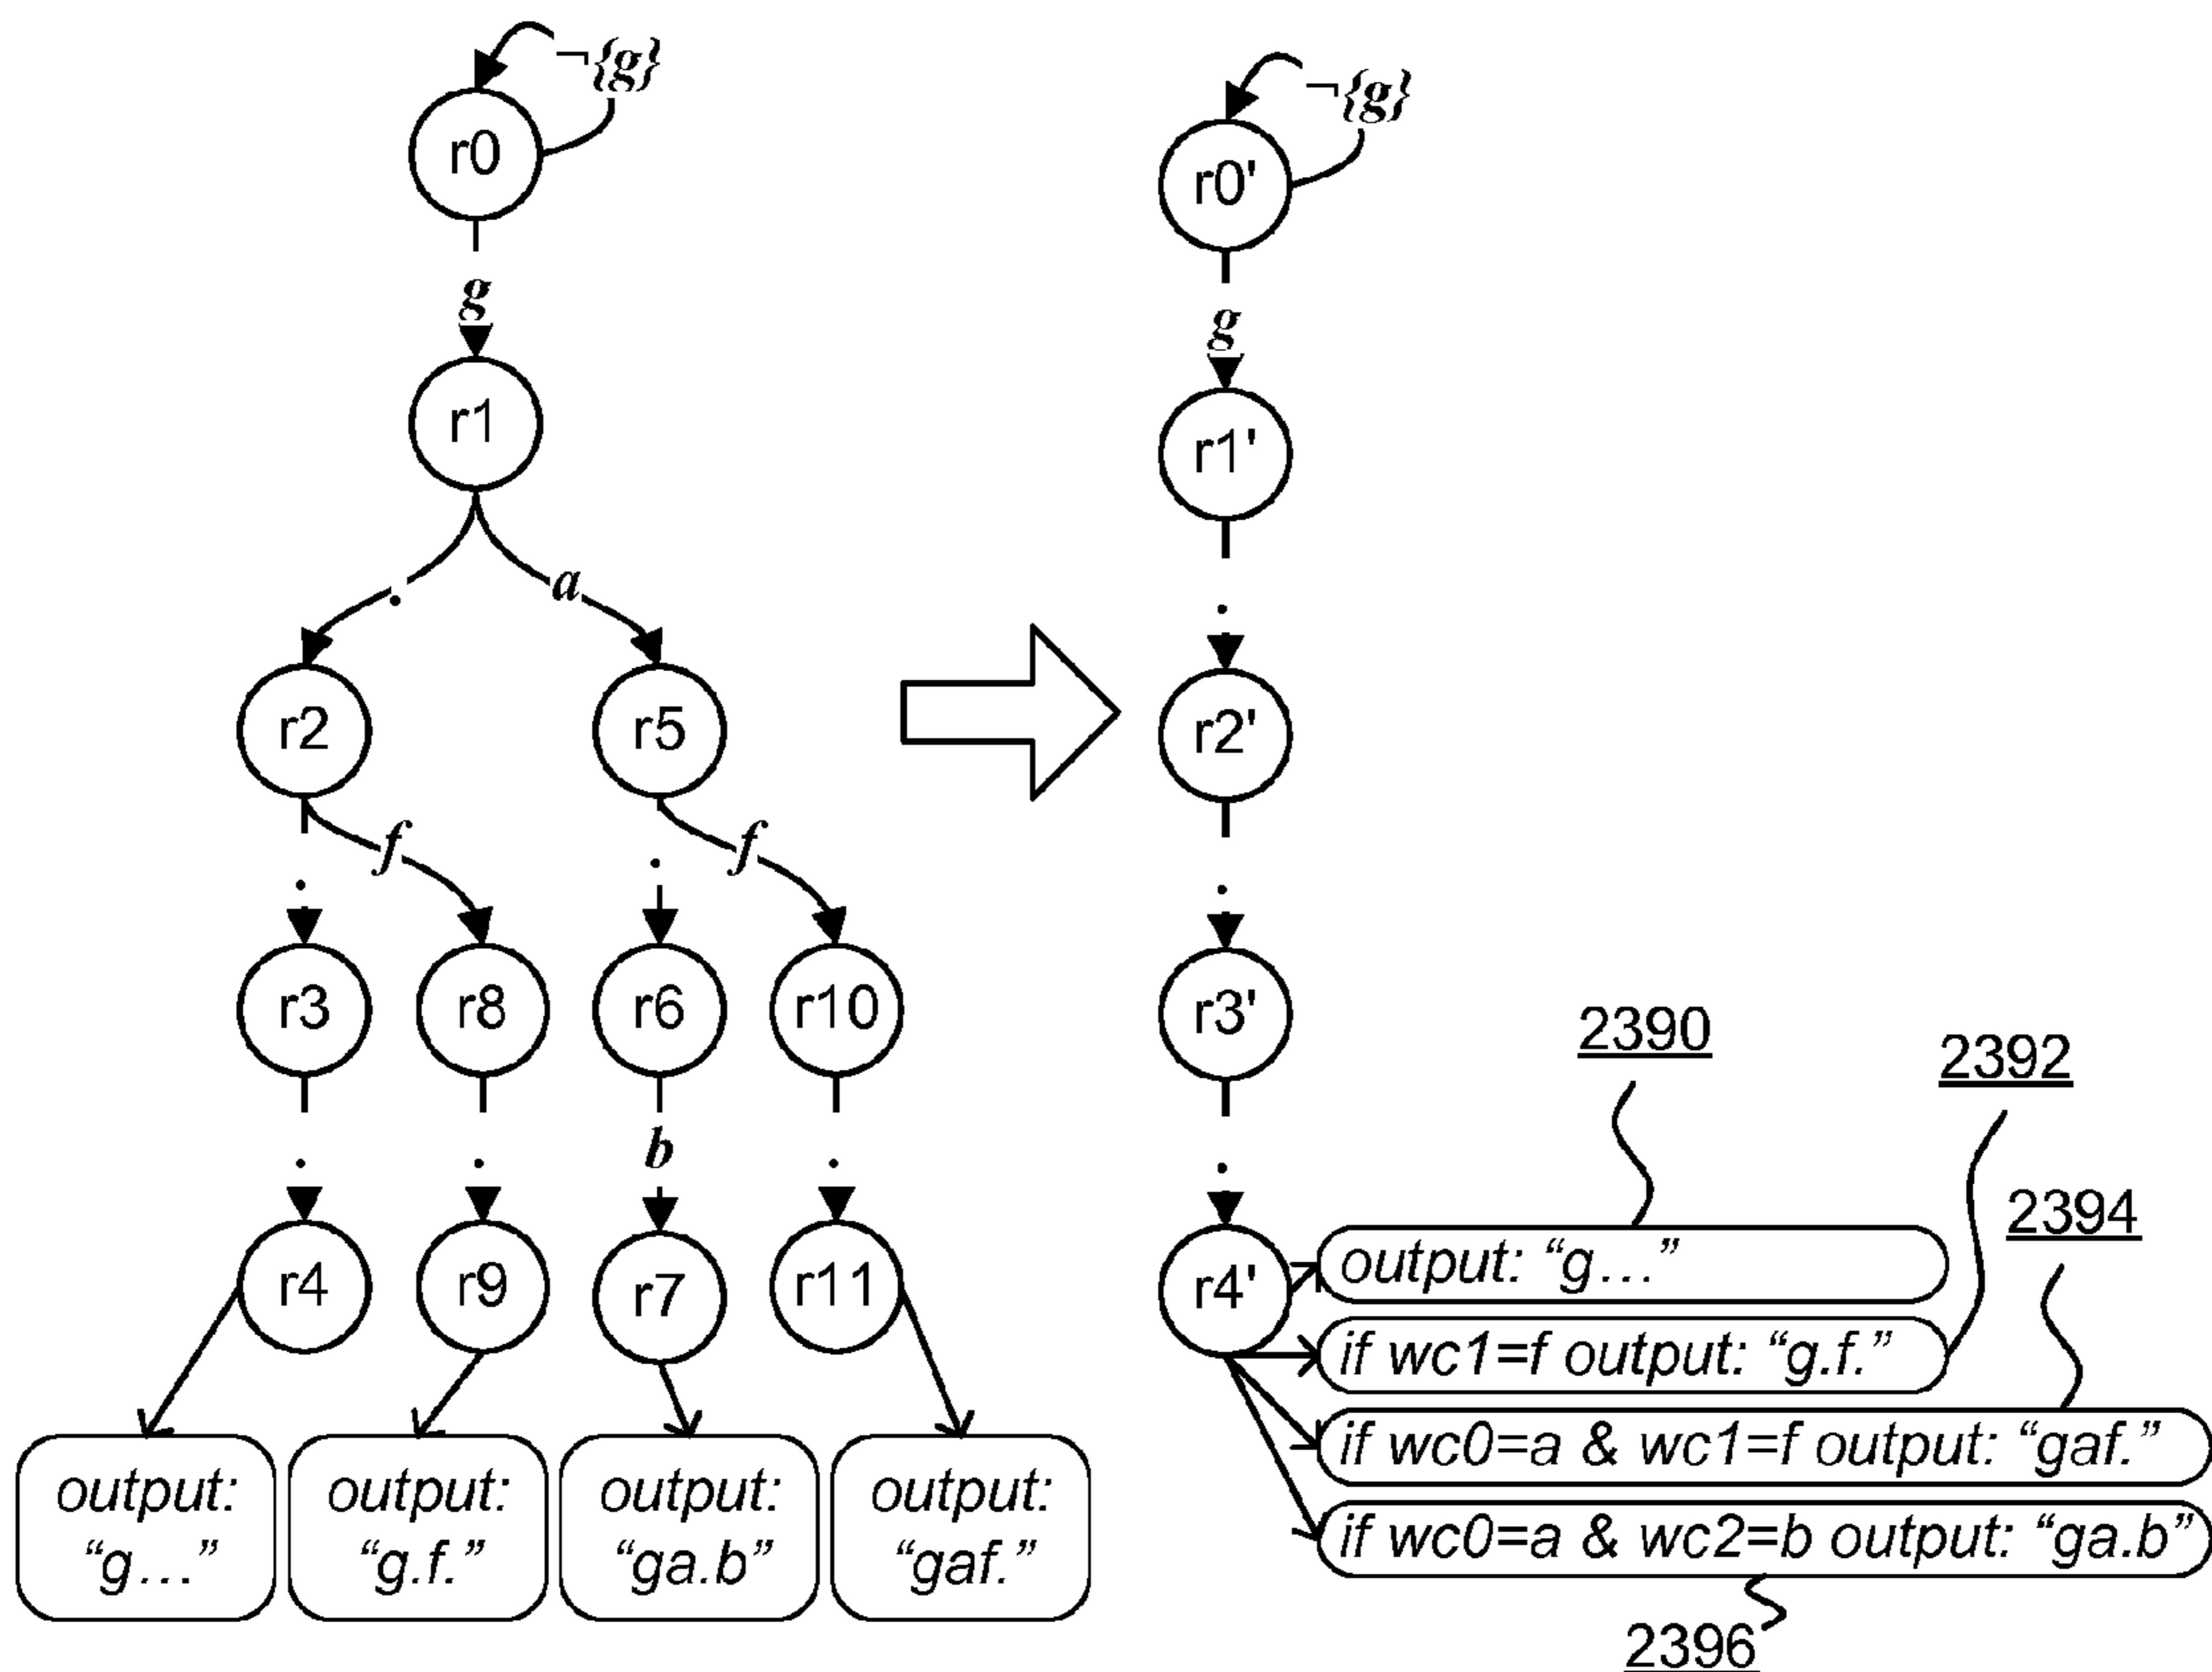 ¬{g}
r0
g
r1
.
a
r2
r5
.
f
.
f
r3
r8
r6
r10
.
.
b
.
r4
r9
r7
r11
output:
“g…”
output:
“g.f.”
output:
“ga.b”
output:
“gaf.”
¬{g}
r0'
g
r1'
.
r2'
.
r3'
.
r4'
2390
2392
2394
output: “g…”
if wc1=f output: “g.f.”
if wc0=a & wc1=f output: “gaf.”
if wc0=a & wc2=b output: “ga.b”
2396